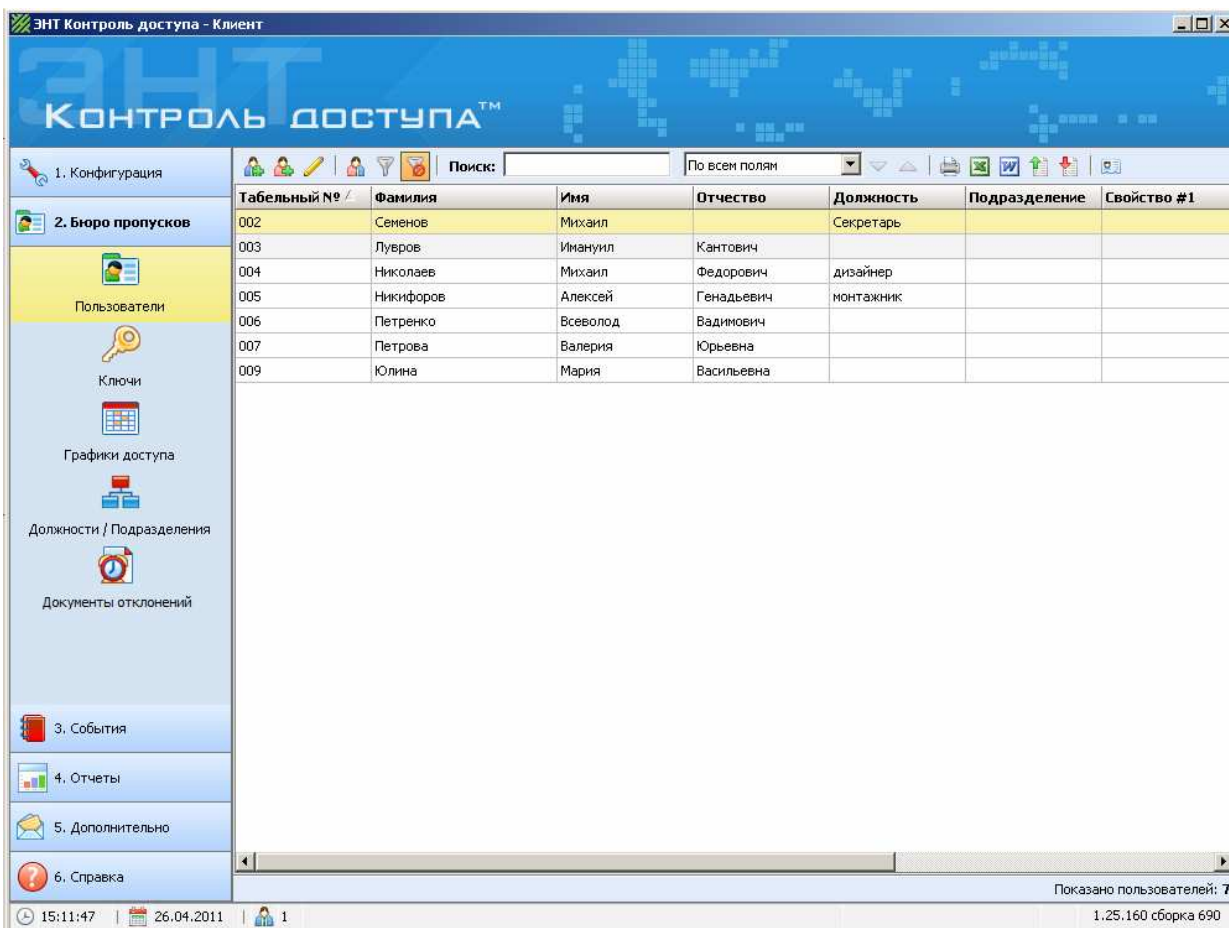 ЭНТ Контроль доступа - Клиент
ЭНТ
КОНТРОЛЬ ДОСТУПА™
1. Конфигурация
2. Бюро пропусков
Пользователи
Ключи
Графики доступа
Должности / Подразделения
Документы отклонений
3. События
4. Отчеты
5. Дополнительно
6. Справка
Поиск: По всем полям
Табельный № Фамилия Имя Отчество Должность Подразделение Свойство #1
002 Семенов Михаил Секретарь
003 Лувров Имануил Кантович
004 Николаев Михаил Федорович дизайнер
005 Никифоров Алексей Генадьевич монтажник
006 Петренко Всеволод Вадимович
007 Петрова Валерия Юрьевна
009 Юлина Мария Васильевна
Показано пользователей: 7
15:11:47 | 26.04.2011 | 1 1.25.160 сборка 690